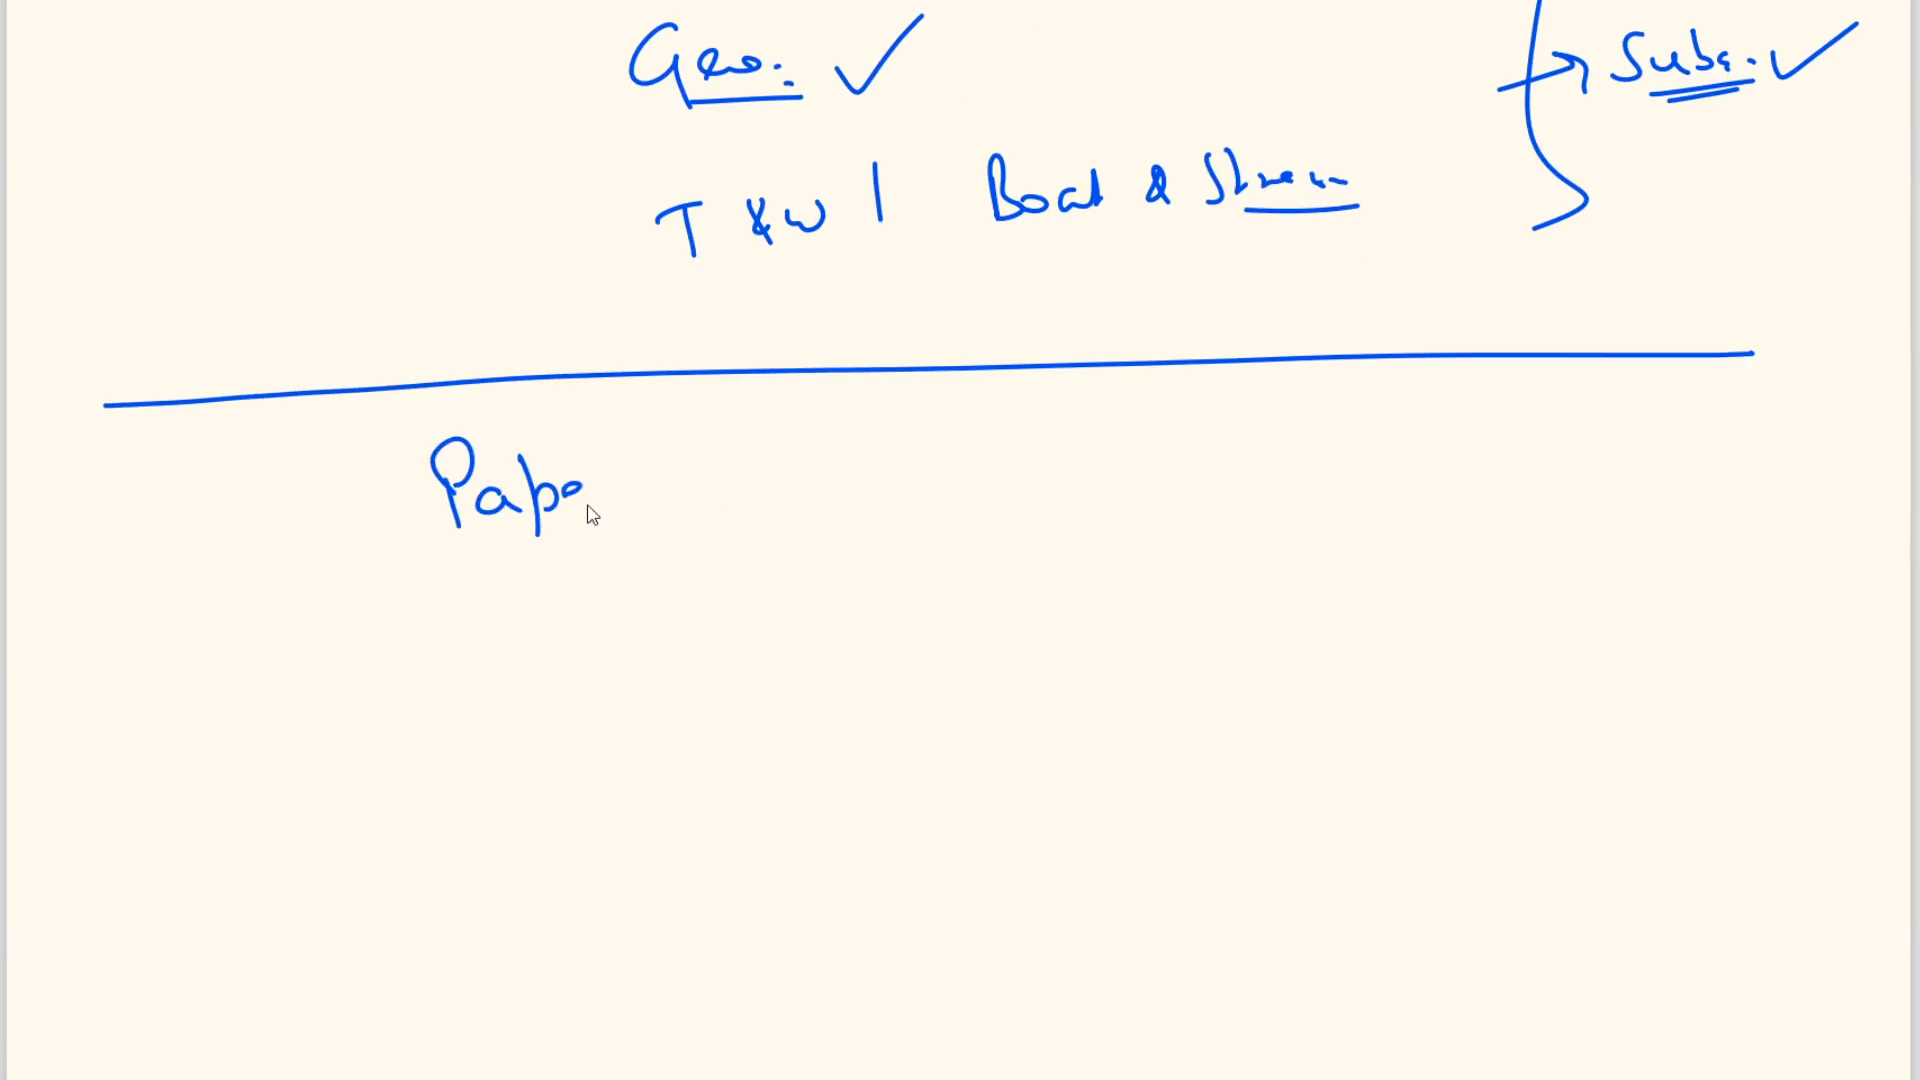 Geo. ✓
Subs. ✓
T & W | Boat & Stream
Pape